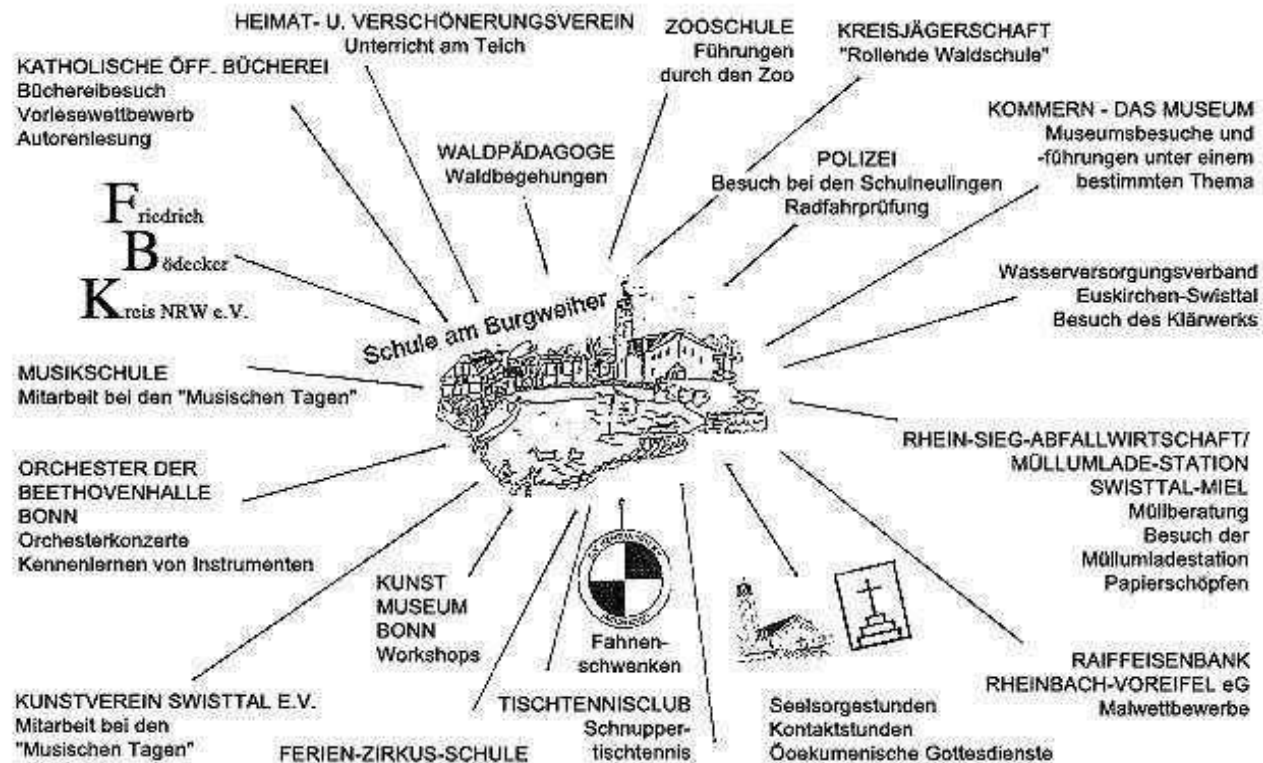 HEIMAT- U. VERSCHÖNERUNGSVEREIN
Unterricht am Teich
ZOOSCHULE
Führungen
durch den Zoo
KREISJÄGERSCHAFT
"Rollende Waldschule"
KATHOLISCHE ÖFF. BÜCHEREI
Büchereibesuch
Vorlesewettbewerb
Autorenlesung
KOMMERN - DAS MUSEUM
Museumsbesuche und
-führungen unter einem
bestimmten Thema
WALDPÄDAGOGE
Waldbegehungen
POLIZEI
Besuch bei den Schulneulingen
Radfahrprüfung
Friedrich
Bödecker
Kreis NRW e.V.
Wasserversorgungsverband
Euskirchen-Swisttal
Besuch des Klärwerks
Schule am Burgweiher
MUSIKSCHULE
Mitarbeit bei den "Musischen Tagen"
RHEIN-SIEG-ABFALLWIRTSCHAFT/
MÜLLUMLADE-STATION
SWISTTAL-MIEL
Müllberatung
Besuch der
Müllumladestation
Papierschöpfen
ORCHESTER DER
BEETHOVENHALLE
BONN
Orchesterkonzerte
Kennenlernen von Instrumenten
KUNST
MUSEUM
BONN
Workshops
Fahnen-
schwenken
RAIFFEISENBANK
RHEINBACH-VOREIFEL eG
Malwettbewerbe
KUNSTVEREIN SWISTTAL E.V.
Mitarbeit bei den
"Musischen Tagen"
FERIEN-ZIRKUS-SCHULE
TISCHTENNISCLUB
Schnupper-
tischtennis
Seelsorgestunden
Kontaktstunden
Öoekumenische Gottesdienste